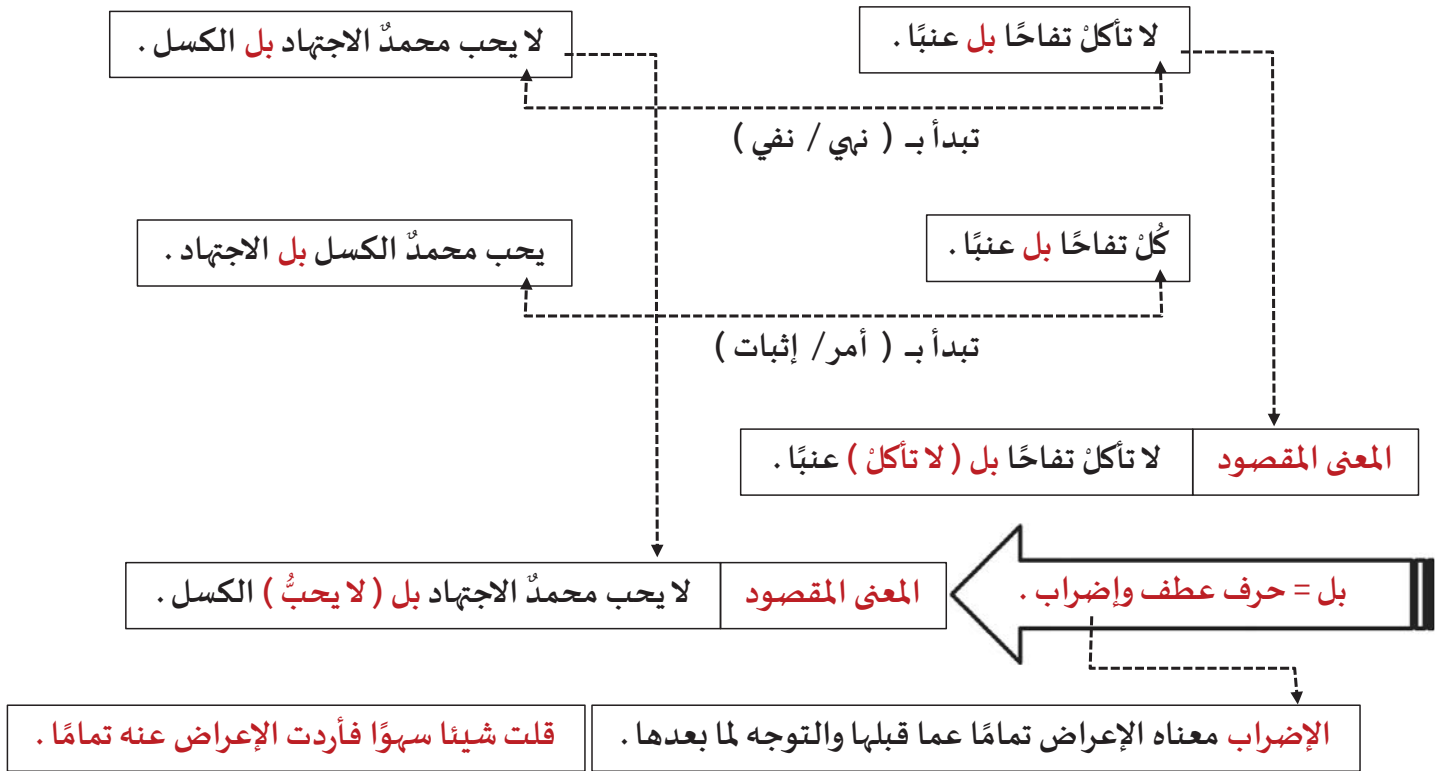 لا تأكلْ تفاحًا بل عنبًا .
لا يحب محمدٌ الاجتهاد بل الكسل .
تبدأ بـ ( نهي / نفي )
كُلْ تفاحًا بل عنبًا .
يحب محمدٌ الكسل بل الاجتهاد .
تبدأ بـ ( أمر / إثبات )
المعنى المقصود لا تأكلْ تفاحًا بل ( لا تأكلْ ) عنبًا .
بل = حرف عطف وإضراب .
المعنى المقصود لا يحب محمدٌ الاجتهاد بل ( لا يحبُّ ) الكسل .
الإضراب معناه الإعراض تمامًا عما قبلها والتوجه لما بعدها .
قلت شيئا سهوًا فأردت الإعراض عنه تمامًا .